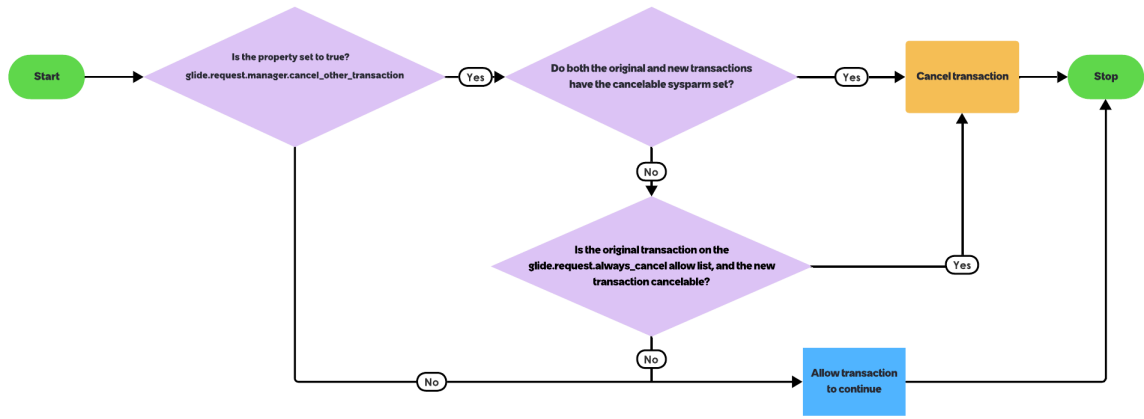 Start
Is the property set to true?
glide.request.manager.cancel_other_transaction
Yes
Do both the original and new transactions
have the cancelable sysparm set?
Yes
Cancel transaction
Stop
No
Is the original transaction on the
glide.request.always_cancel allow list, and the new
transaction cancelable?
Yes
No
No
Allow transaction
to continue